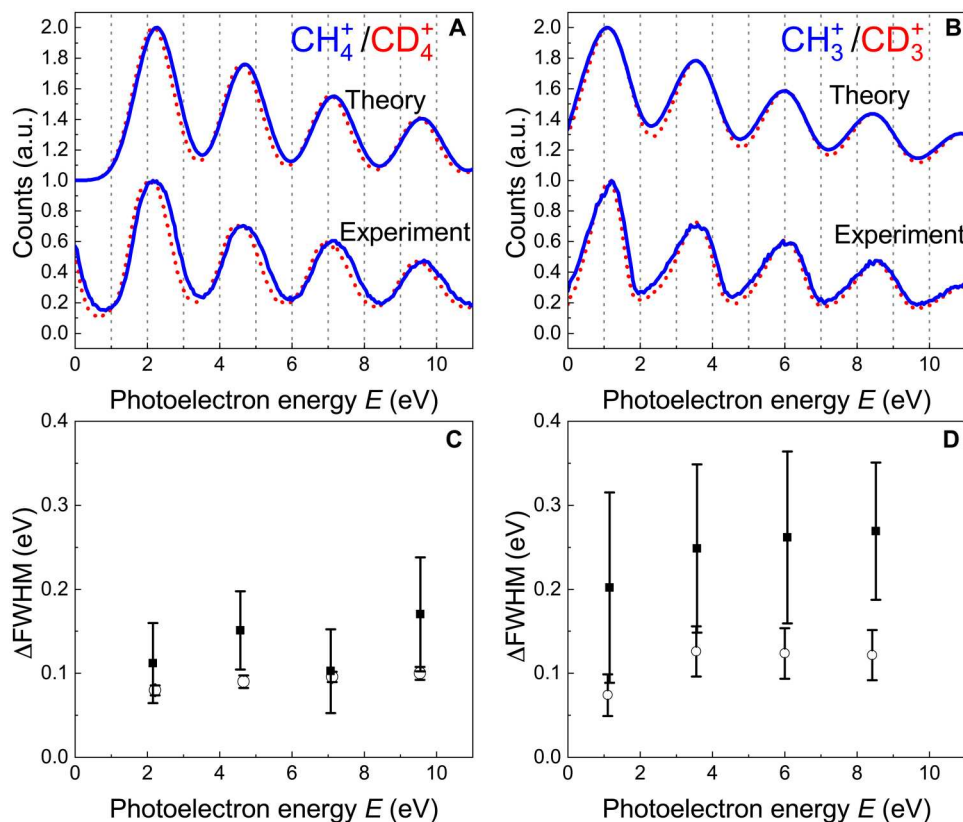 A
CH₄⁺/CD₄⁺
Theory
Experiment
Counts (a.u.)
2.0
1.8
1.6
1.4
1.2
1.0
0.8
0.6
0.4
0.2
0.0
0 2 4 6 8 10
Photoelectron energy E (eV)
B
CH₃⁺/CD₃⁺
Theory
Experiment
Counts (a.u.)
2.0
1.8
1.6
1.4
1.2
1.0
0.8
0.6
0.4
0.2
0.0
0 2 4 6 8 10
Photoelectron energy E (eV)
C
ΔFWHM (eV)
0.4
0.3
0.2
0.1
0.0
0 2 4 6 8 10
Photoelectron energy E (eV)
D
ΔFWHM (eV)
0.4
0.3
0.2
0.1
0.0
0 2 4 6 8 10
Photoelectron energy E (eV)